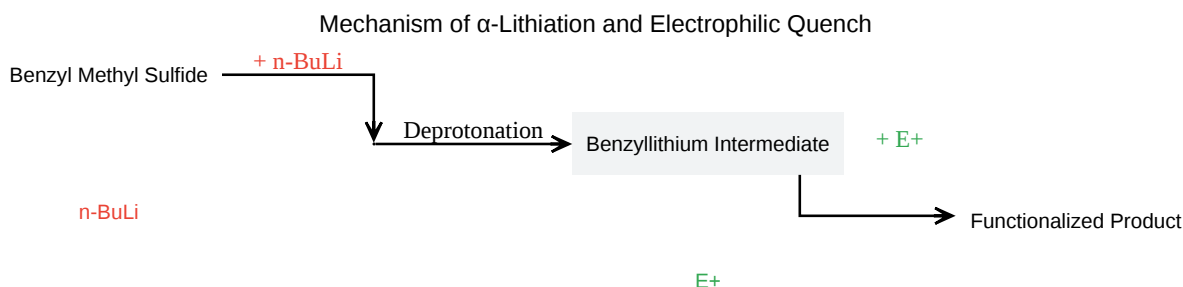 Mechanism of α-Lithiation and Electrophilic Quench
+ n-BuLi
Benzyl Methyl Sulfide
Deprotonation
Benzyllithium Intermediate
+ E+
n-BuLi
Functionalized Product
E+